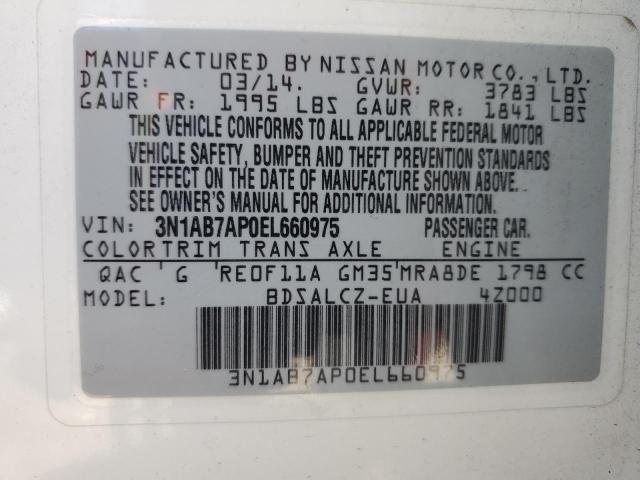 MANUFACTURED BY NISSAN MOTOR CO., LTD.
DATE: 03/14. GVWR: 3783 LBS
GAWR FR: 1995 LBS GAWR RR: 1841 LBS
THIS VEHICLE CONFORMS TO ALL APPLICABLE FEDERAL MOTOR
VEHICLE SAFETY, BUMPER AND THEFT PREVENTION STANDARDS
IN EFFECT ON THE DATE OF MANUFACTURE SHOWN ABOVE.
SEE OWNER'S MANUAL FOR ADDITIONAL INFORMATION.
VIN: 3N1AB7AP0EL660975 PASSENGER CAR.
COLOR TRIM TRANS AXLE ENGINE
QAC G RE0F11A GM35 MRA8DE 1798 CC
MODEL: BDSALCZ-EUA 4Z000
3N1AB7AP0EL660975